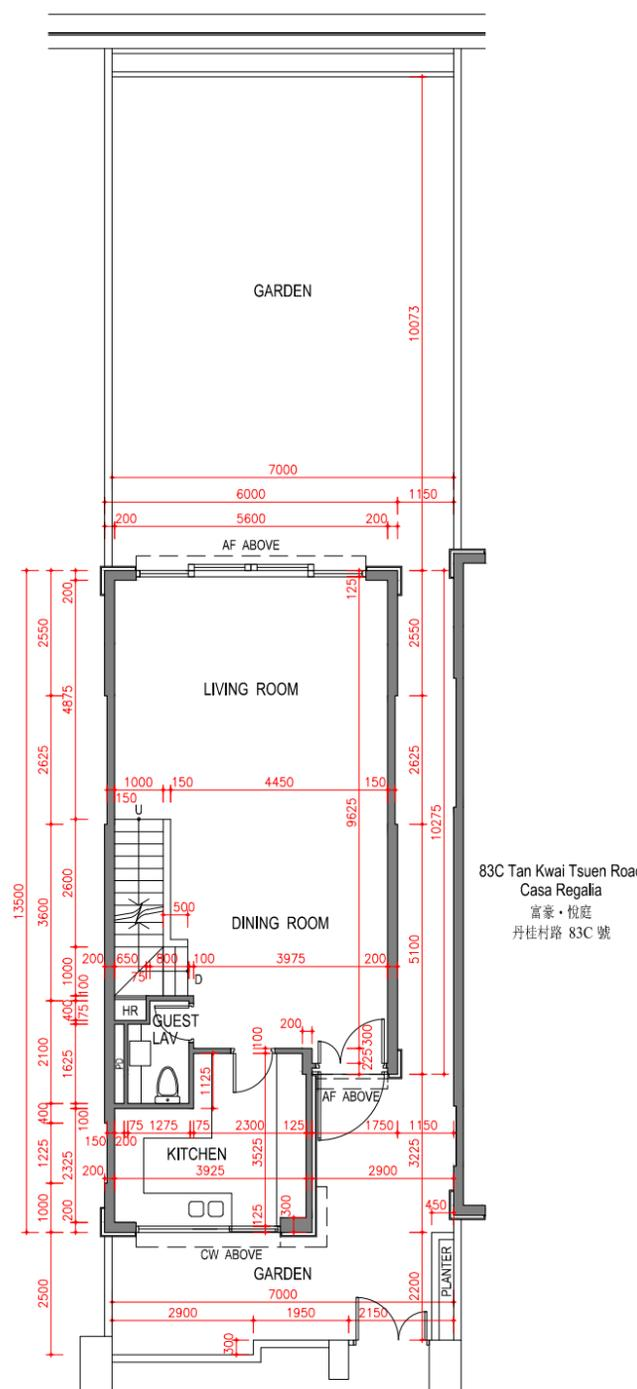 GARDEN
10073
7000
6000 1150
200 5600 200
AF ABOVE
200 125
2550 2550
4875
LIVING ROOM
2625 2625
1000 150 4450 150
150
9625 10275
U
13500
2600
3600
500
DINING ROOM
5100
83C Tan Kwai Tsuen Road
Casa Regalia
富豪・悅庭
丹桂村路 83C 號
200 650 800 100 3975 200
75 D
1000
100
HR
400 75
GUEST
LAV
200 100 300
225
2100 1625
PD
1125
AF ABOVE
400 100
75 1275 75 2300 125 1750 1150
150 200
1225 2325
KITCHEN
3525 3225
200 3925 2900
1000 200
125 300 450
CW ABOVE
GARDEN
PLANTER
2500 2200
7000
2900 1950 2150
300